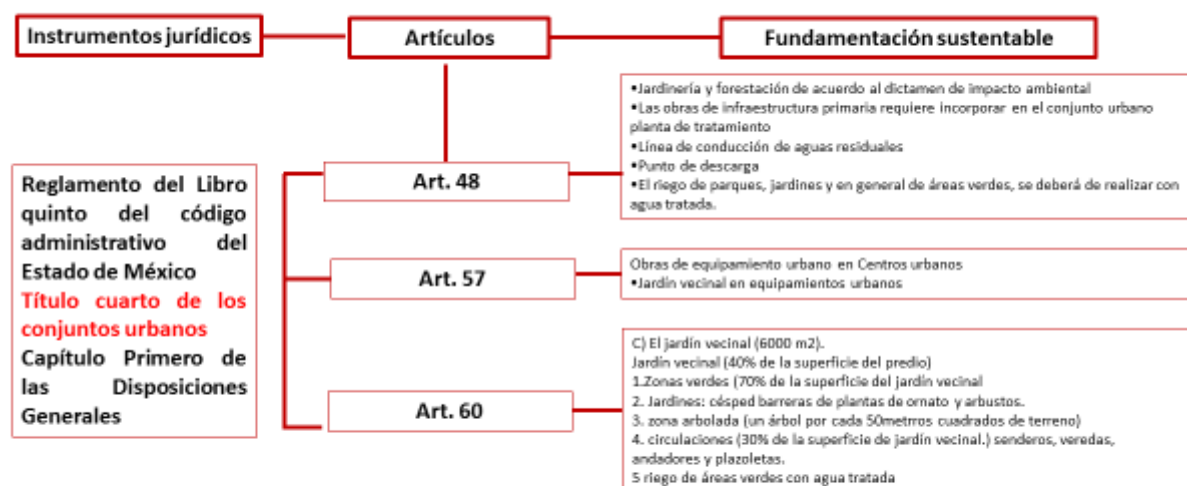 Instrumentos jurídicos
Artículos
Fundamentación sustentable
Reglamento del Libro
quinto del código
administrativo del
Estado de México
Título cuarto de los
conjuntos urbanos
Capítulo Primero de
las Disposiciones
Generales
Art. 48
•Jardinería y forestación de acuerdo al dictamen de impacto ambiental
•Las obras de infraestructura primaria requiere incorporar en el conjunto urbano
planta de tratamiento
•Línea de conducción de aguas residuales
•Punto de descarga
•El riego de parques, jardines y en general de áreas verdes, se deberá de realizar con
agua tratada.
Art. 57
Obras de equipamiento urbano en Centros urbanos
•Jardín vecinal en equipamientos urbanos
Art. 60
C) El jardín vecinal (6000 m2).
Jardín vecinal (40% de la superficie del predio)
1.Zonas verdes (70% de la superficie del jardín vecinal
2. Jardines: césped barreras de plantas de ornato y arbustos.
3. zona arbolada (un árbol por cada 50metrros cuadrados de terreno)
4. circulaciones (30% de la superficie de jardín vecinal.) senderos, veredas,
andadores y plazoletas.
5 riego de áreas verdes con agua tratada